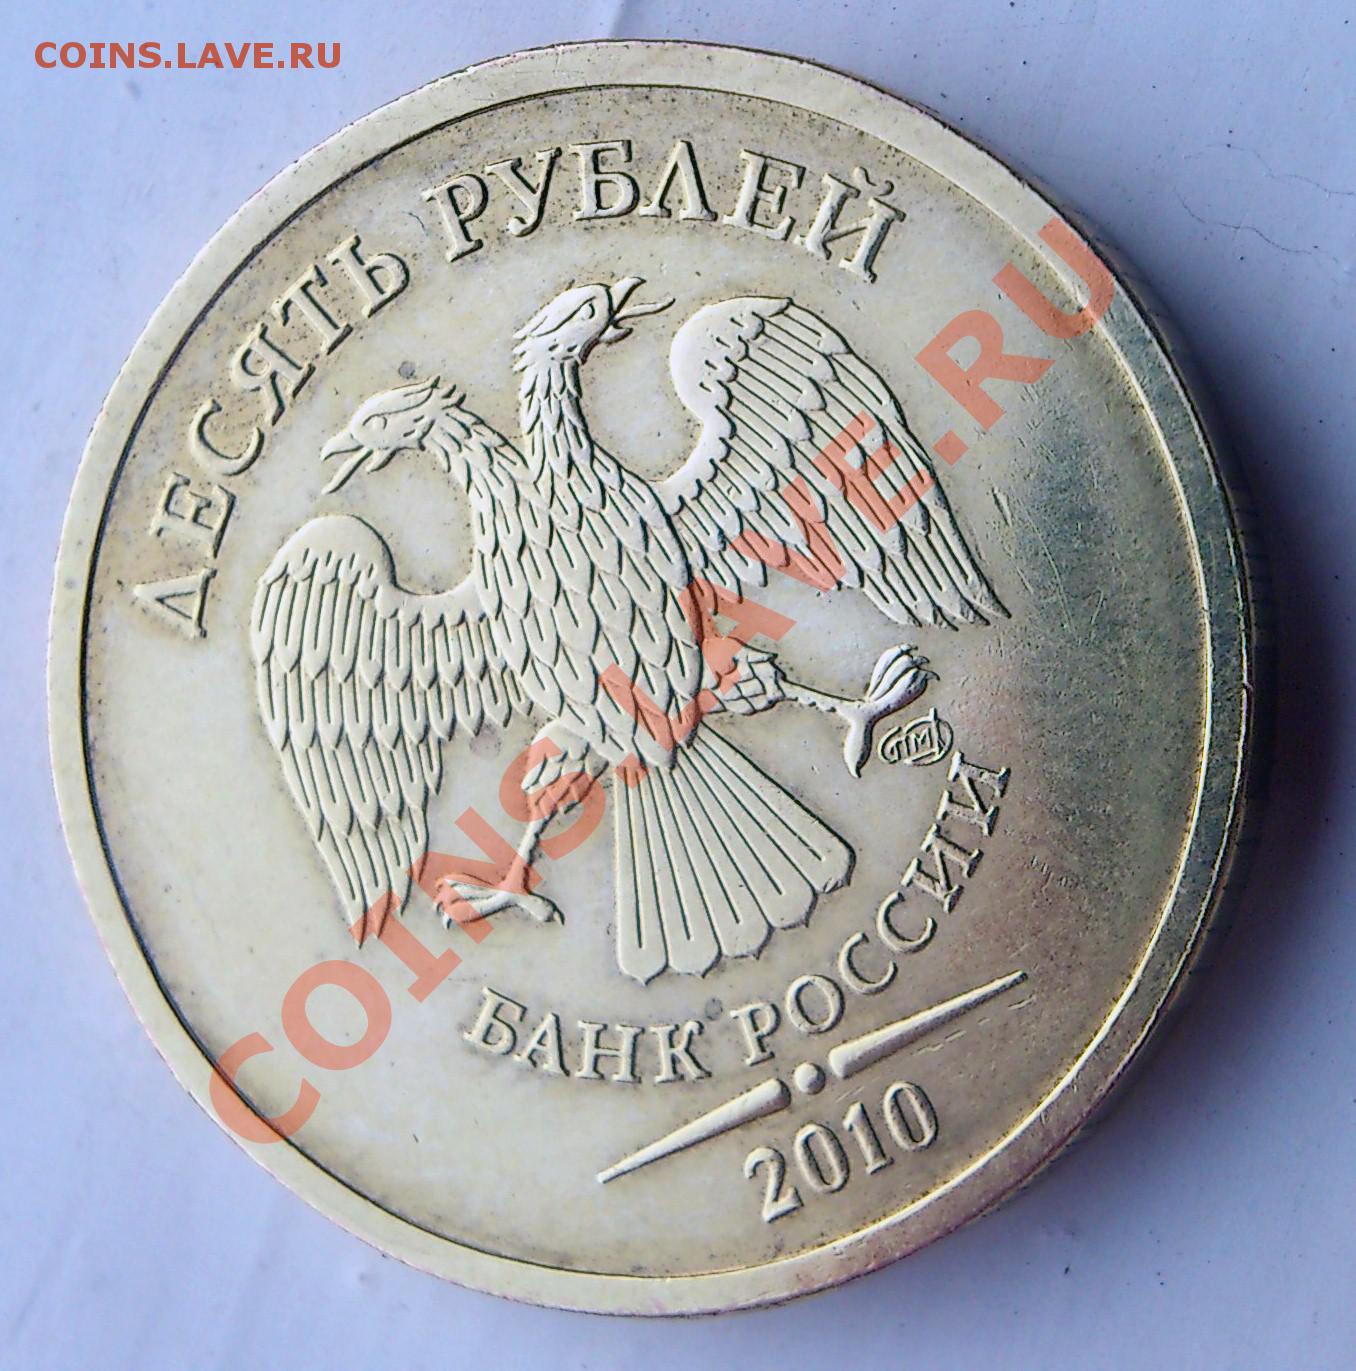 COINS.LAVE.RU
ДЕСЯТЬ РУБЛЕЙ
COINS.LAVE.RU
БАНК РОССИИ
2010